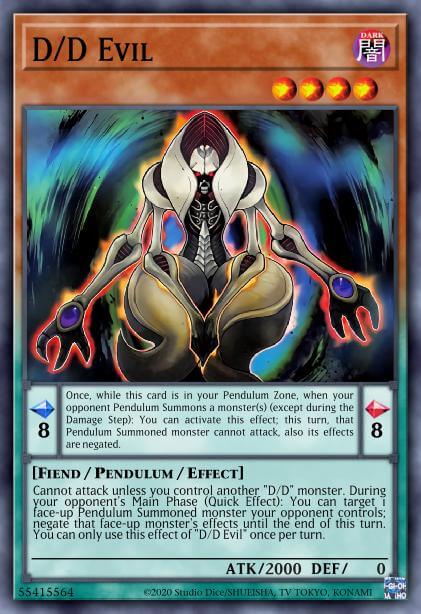 D/D Evil
DARK
闇
Once, while this card is in your Pendulum Zone, when your
opponent Pendulum Summons a monster(s) (except during the
Damage Step): You can activate this effect; this turn, that
Pendulum Summoned monster cannot attack, also its effects
are negated.
8
8
[Fiend / Pendulum / Effect]
Cannot attack unless you control another "D/D" monster. During
your opponent's Main Phase (Quick Effect): You can target 1
face-up Pendulum Summoned monster your opponent controls;
negate that face-up monster's effects until the end of this turn.
You can only use this effect of "D/D Evil" once per turn.
ATK/2000 DEF/ 0
55415564
©2020 Studio Dice/SHUEISHA, TV TOKYO, KONAMI